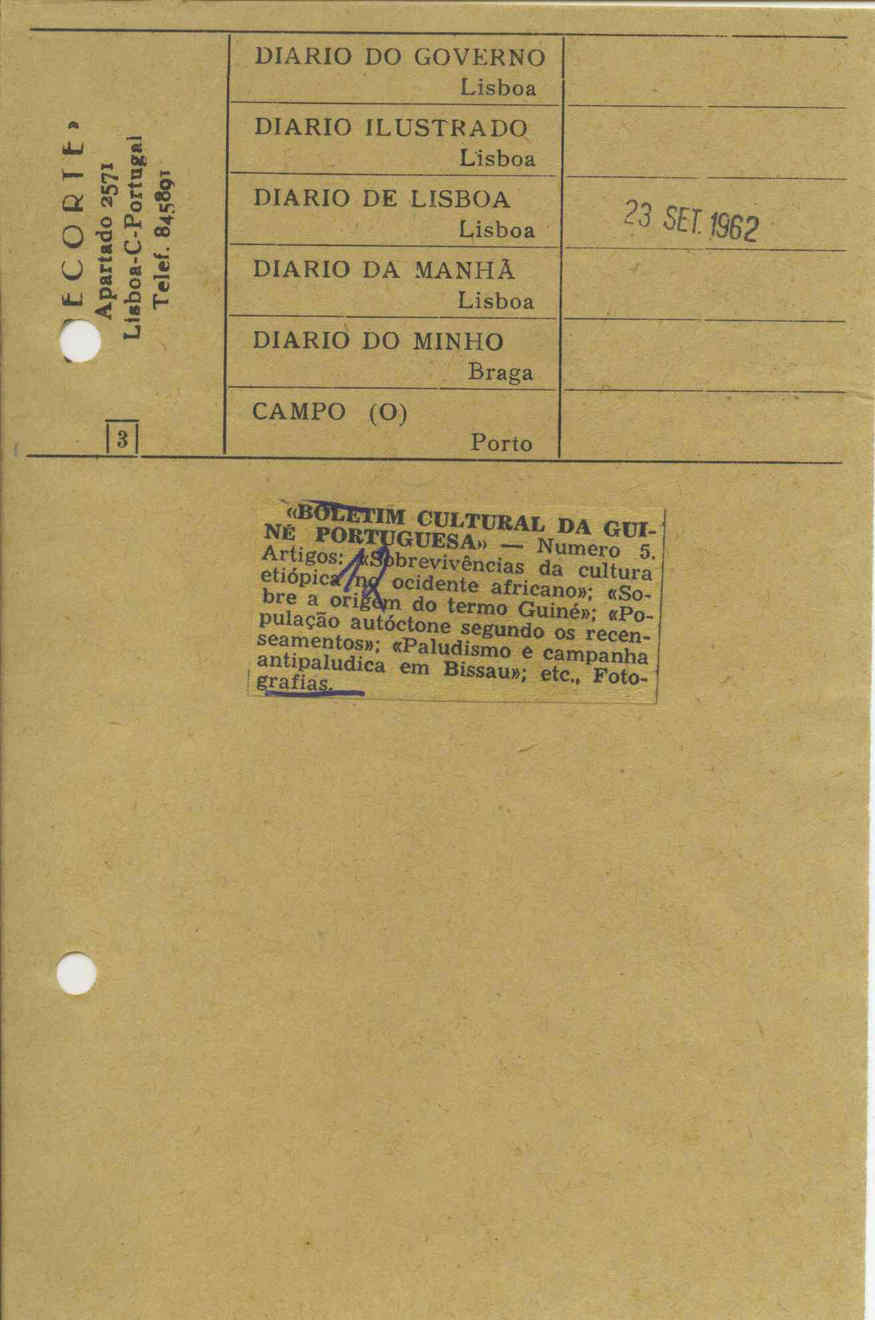 ECORTE»
Apartado 2571
Lisboa-C-Portugal
Telef. 845891
3
DIARIO DO GOVERNO
Lisboa
DIARIO ILUSTRADO
Lisboa
DIARIO DE LISBOA
Lisboa
23 SET. 1962
DIARIO DA MANHÃ
Lisboa
DIARIO DO MINHO
Braga
CAMPO (O)
Porto
«BOLETIM CULTURAL DA GUI-
NÉ PORTUGUESA» — Numero 5.
Artigos: «Sobrevivências da cultura
etiópica no ocidente africano»; «So-
bre a origem do termo Guiné»; «Po-
pulação autóctone segundo os recen-
seamentos»; «Paludismo e campanha
antipaludica em Bissau»; etc., Foto-
grafias.